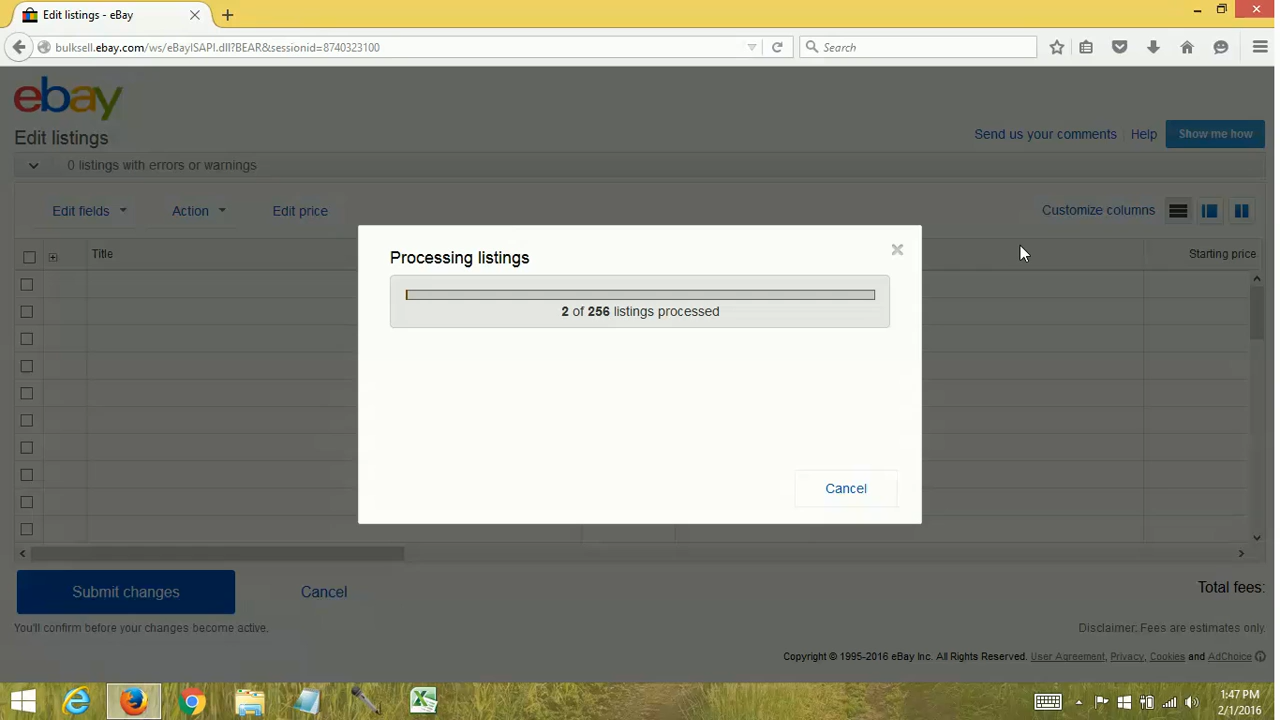 Edit listings - eBay
bulksell.ebay.com/ws/eBayISAPI.dll?BEAR&sessionid=8740323100
Search
ebay
Edit listings
Send us your comments
Help
Show me how
0 listings with errors or warnings
Edit fields
Action
Edit price
Customize columns
Title
Starting price
Processing listings
2 of 256 listings processed
Cancel
Submit changes
Cancel
Total fees:
You'll confirm before your changes become active.
Disclaimer: Fees are estimates only.
Copyright © 1995-2016 eBay Inc. All Rights Reserved. User Agreement, Privacy, Cookies and AdChoice
1:47 PM
2/1/2016